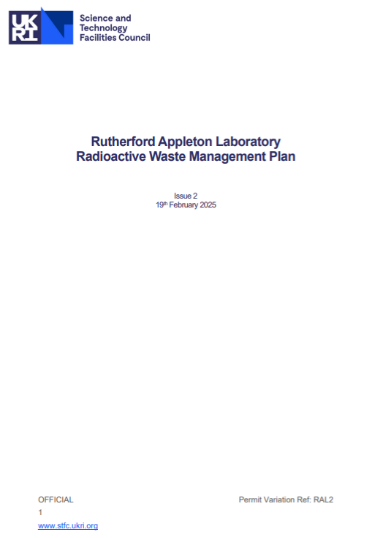 UK
RI
Science and
Technology
Facilities Council
Rutherford Appleton Laboratory
Radioactive Waste Management Plan
Issue 2
19th February 2025
OFFICIAL
Permit Variation Ref: RAL2
1
www.stfc.ukri.org